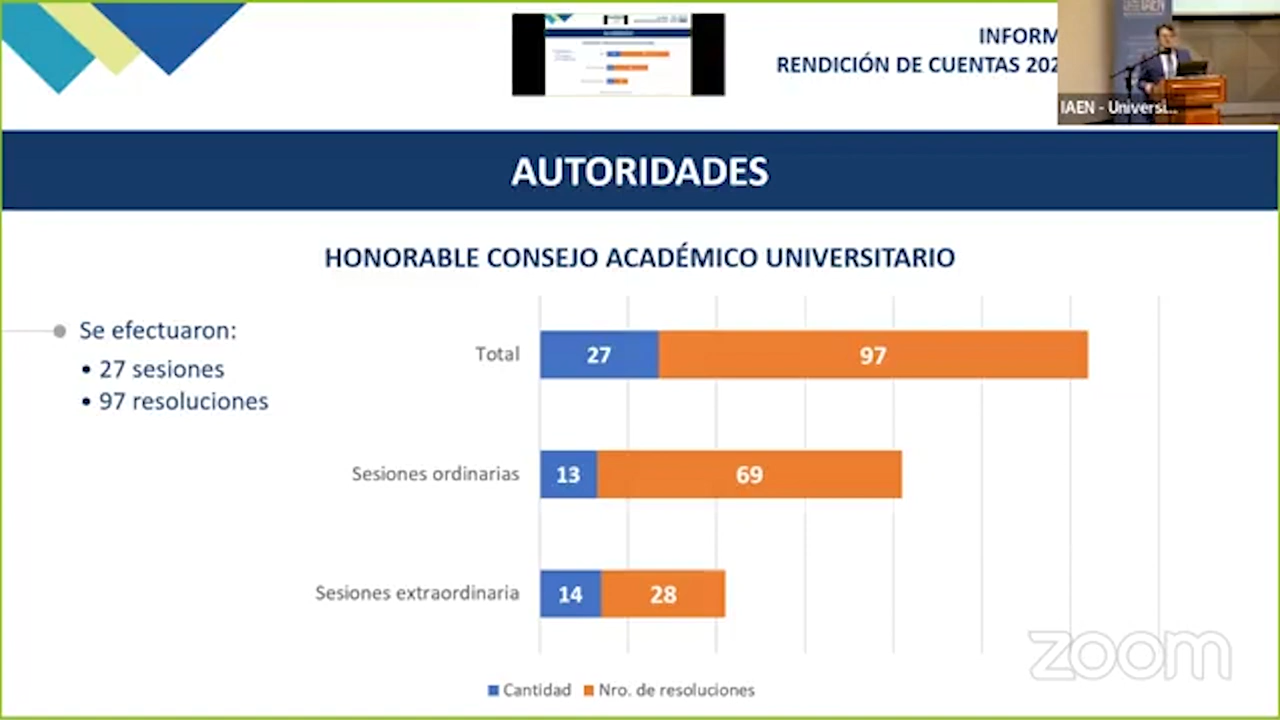 INFORM
RENDICIÓN DE CUENTAS 202
IAEN
IAEN - Universi...
AUTORIDADES
HONORABLE CONSEJO ACADÉMICO UNIVERSITARIO
Se efectuaron:
• 27 sesiones
• 97 resoluciones
Total 27 97
Sesiones ordinarias 13 69
Sesiones extraordinaria 14 28
Cantidad Nro. de resoluciones
zoom